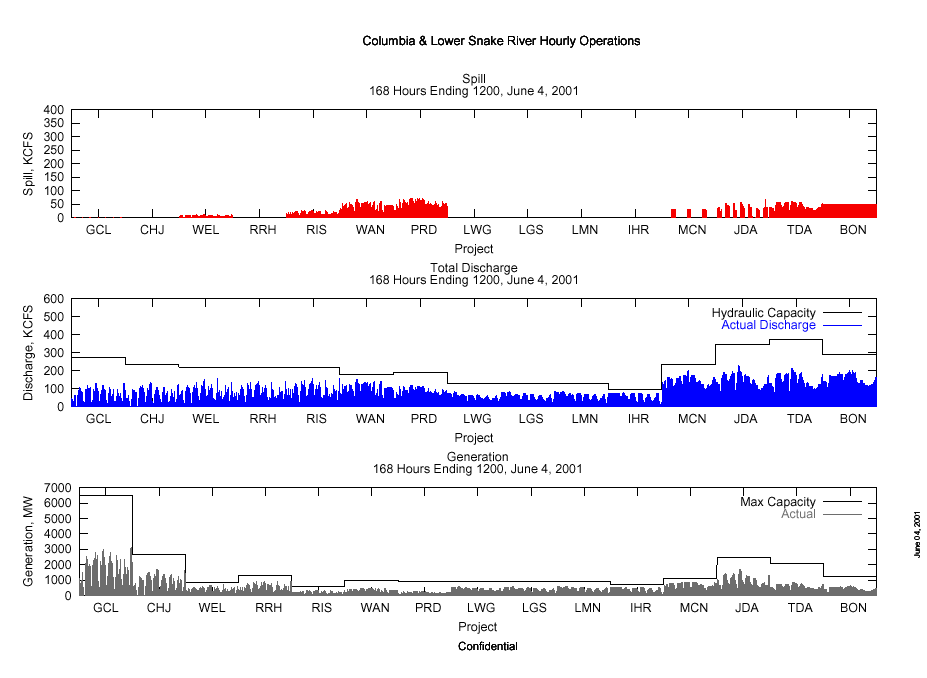 Columbia & Lower Snake River Hourly Operations
Spill
168 Hours Ending 1200, June 4, 2001
Spill, KCFS
400
350
300
250
200
150
100
50
0
GCL CHJ WEL RRH RIS WAN PRD LWG LGS LMN IHR MCN JDA TDA BON
Project
Total Discharge
168 Hours Ending 1200, June 4, 2001
Discharge, KCFS
600
500
400
300
200
100
0
Hydraulic Capacity
Actual Discharge
GCL CHJ WEL RRH RIS WAN PRD LWG LGS LMN IHR MCN JDA TDA BON
Project
Generation
168 Hours Ending 1200, June 4, 2001
Generation, MW
7000
6000
5000
4000
3000
2000
1000
0
Max Capacity
Actual
GCL CHJ WEL RRH RIS WAN PRD LWG LGS LMN IHR MCN JDA TDA BON
Project
Confidential
June 04, 2001